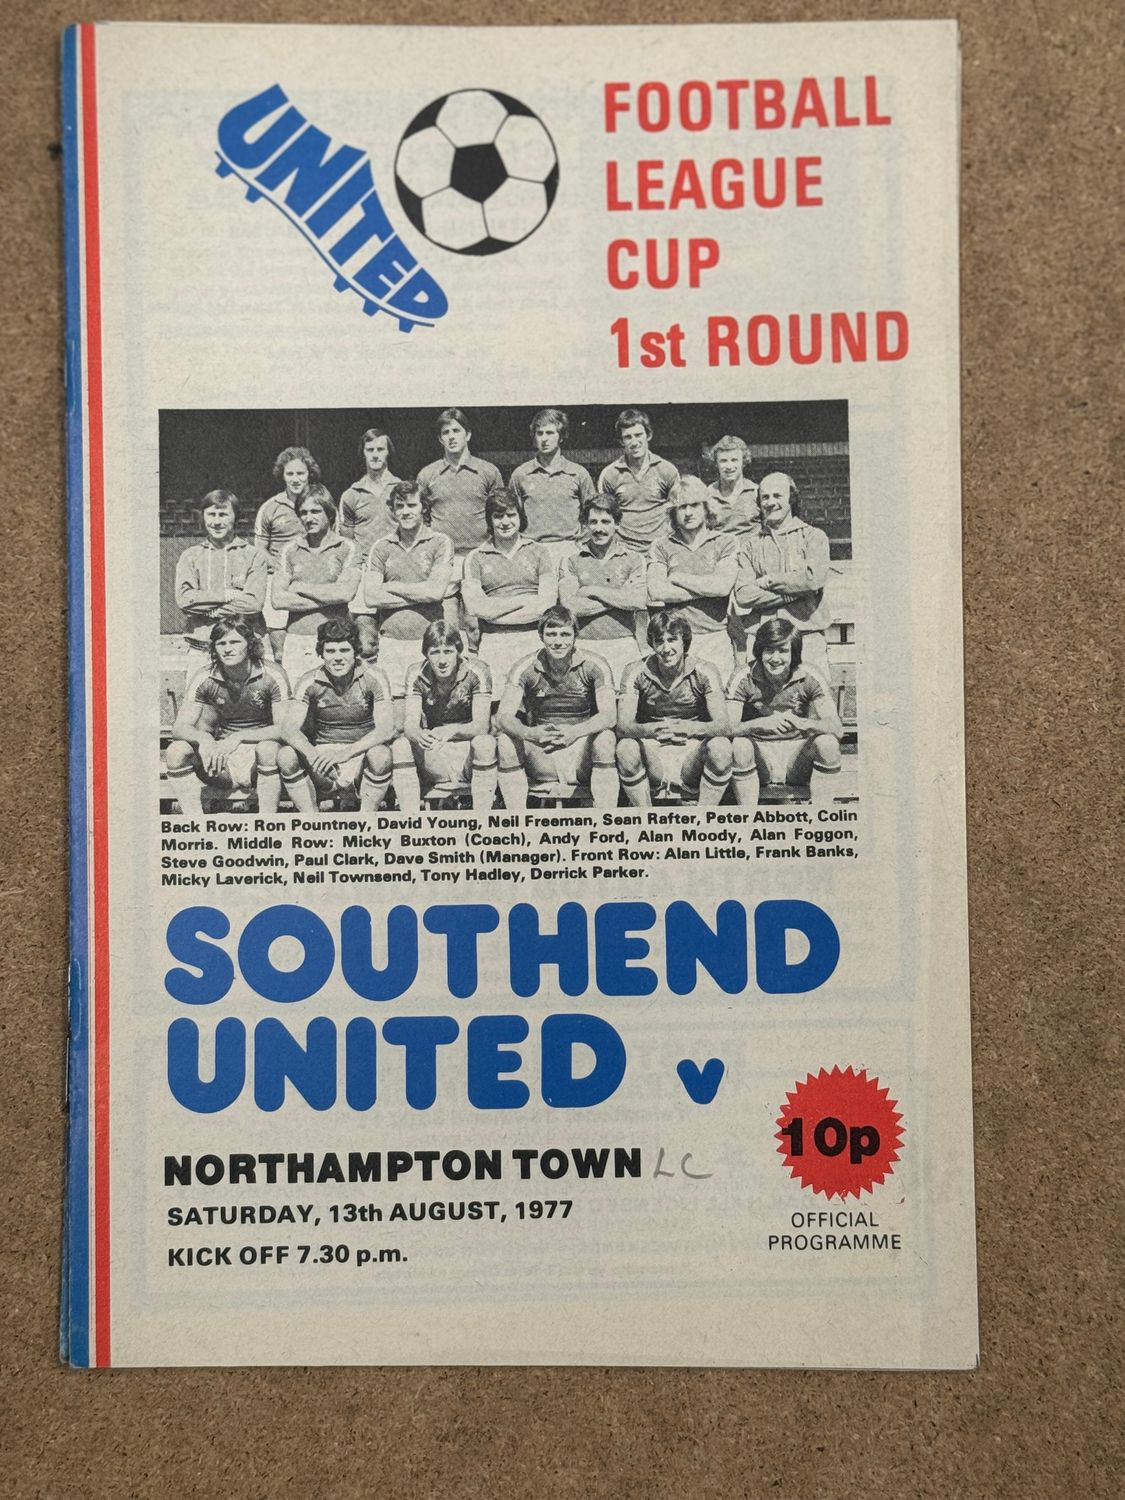 UNITED
FOOTBALL
LEAGUE
CUP
1st ROUND
Back Row: Ron Pountney, David Young, Neil Freeman, Sean Rafter, Peter Abbott, Colin
Morris. Middle Row: Micky Buxton (Coach), Andy Ford, Alan Moody, Alan Foggon,
Steve Goodwin, Paul Clark, Dave Smith (Manager). Front Row: Alan Little, Frank Banks,
Micky Laverick, Neil Townsend, Tony Hadley, Derrick Parker.
SOUTHEND
UNITED v
10p
NORTHAMPTON TOWN LC
SATURDAY, 13th AUGUST, 1977
KICK OFF 7.30 p.m.
OFFICIAL
PROGRAMME